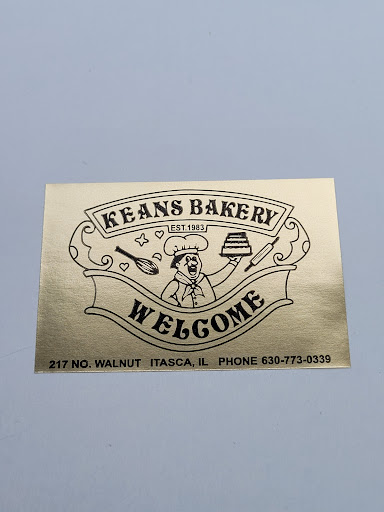 KEANS BAKERY
EST.1983
WELCOME
217 NO. WALNUT ITASCA, IL PHONE 630-773-0339